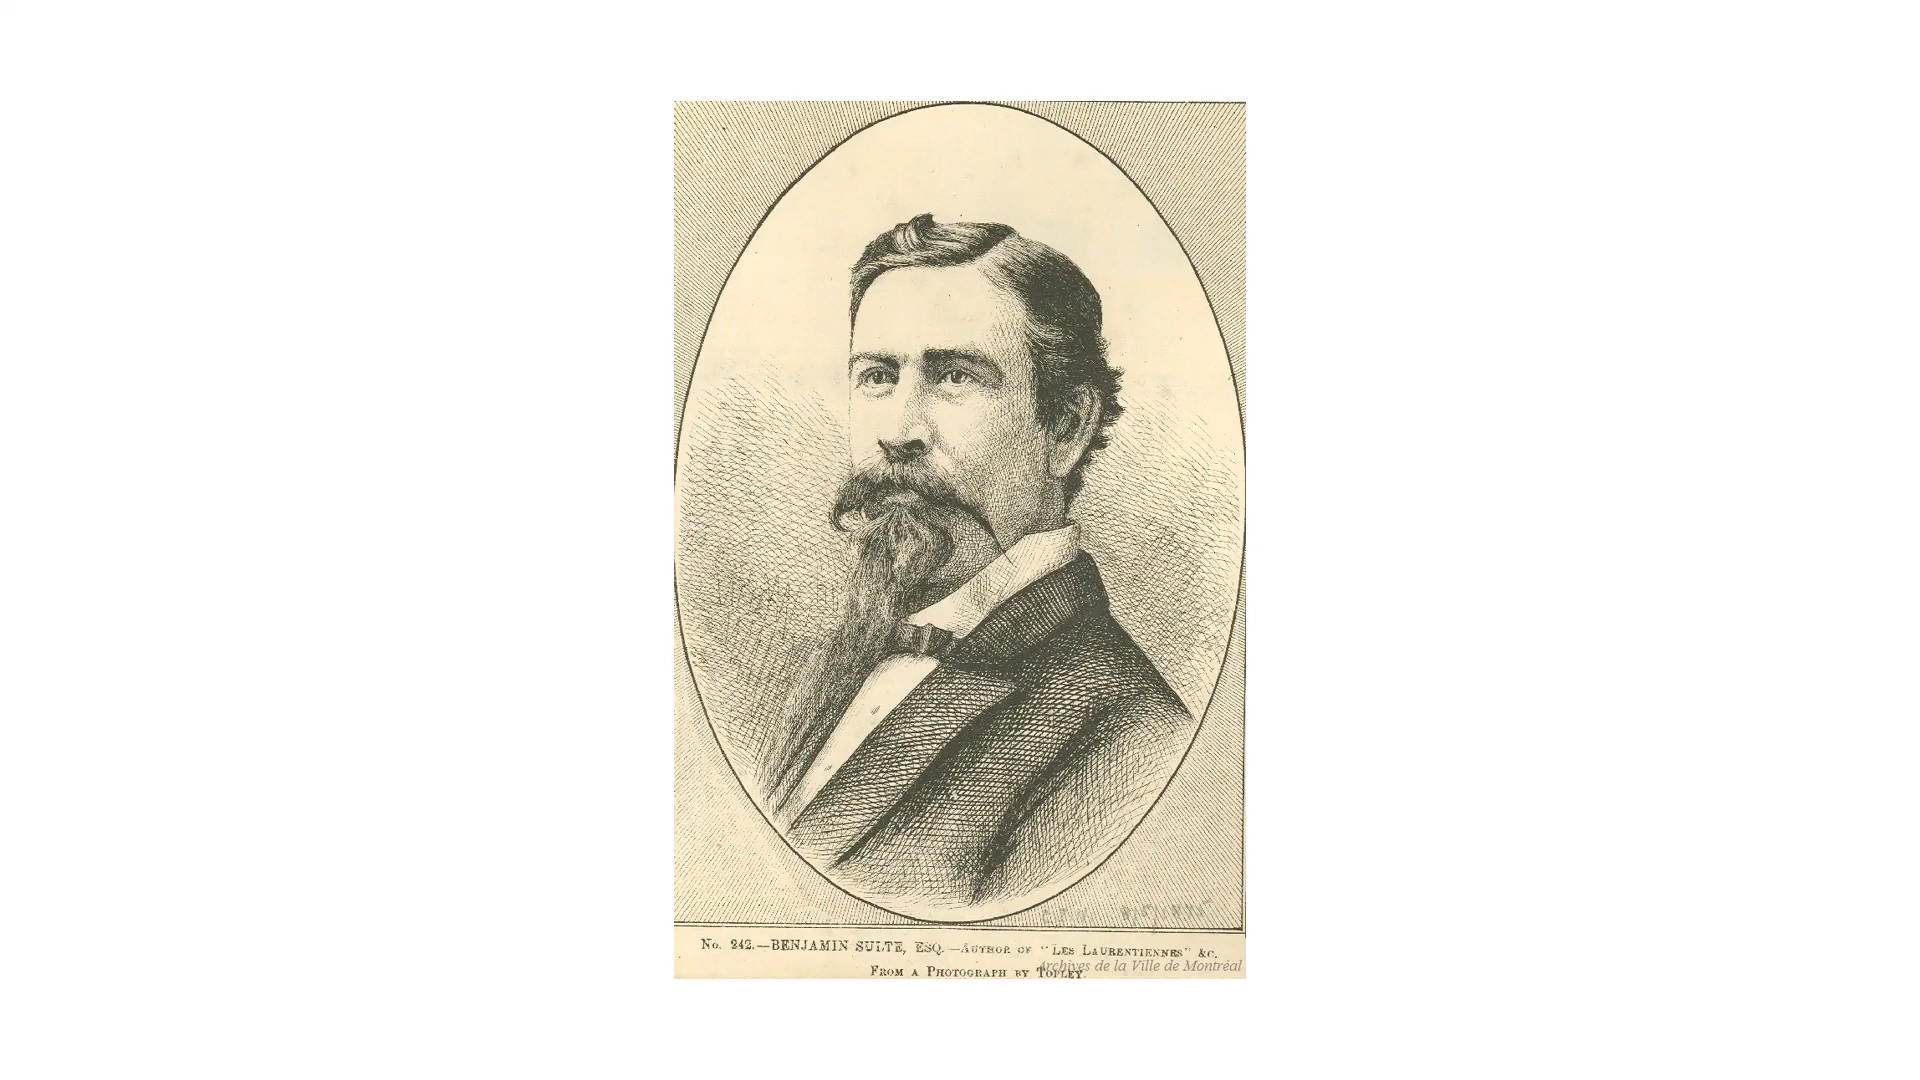 No. 242.—BENJAMIN SULTE, ESQ.—AUTHOR OF "LES LAURENTIENNES" &C.
FROM A PHOTOGRAPH BY TOPLEY.
Archives de la Ville de Montréal